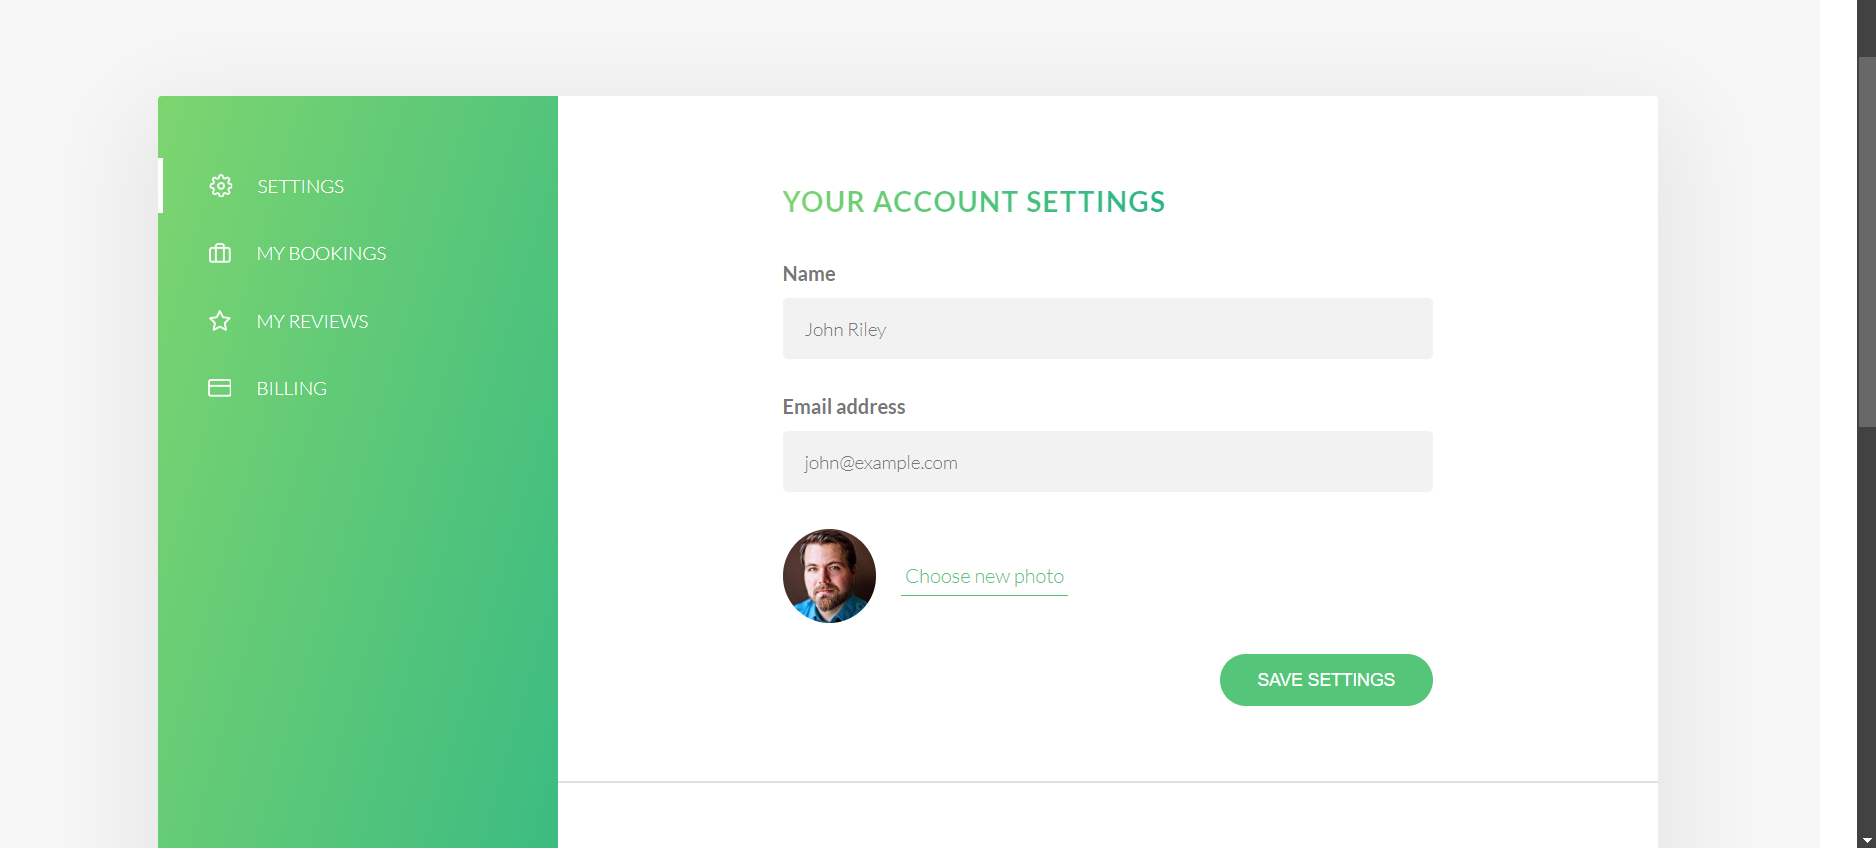 SETTINGS
MY BOOKINGS
MY REVIEWS
BILLING
YOUR ACCOUNT SETTINGS
Name
John Riley
Email address
john@example.com
Choose new photo
SAVE SETTINGS